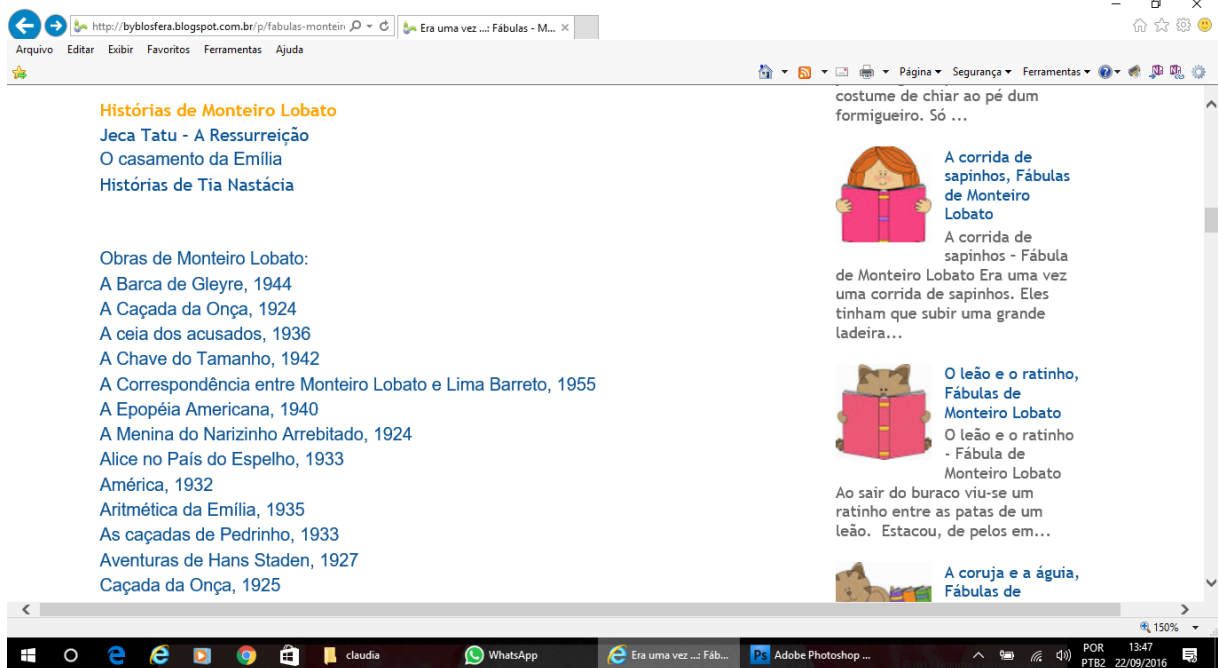 http://byblosfera.blogspot.com.br/p/fabulas-monteir
Era uma vez ...: Fábulas - M...
Arquivo Editar Exibir Favoritos Ferramentas Ajuda
Página Segurança Ferramentas
Histórias de Monteiro Lobato
Jeca Tatu - A Ressurreição
O casamento da Emília
Histórias de Tia Nastácia
Obras de Monteiro Lobato:
A Barca de Gleyre, 1944
A Caçada da Onça, 1924
A ceia dos acusados, 1936
A Chave do Tamanho, 1942
A Correspondência entre Monteiro Lobato e Lima Barreto, 1955
A Epopéia Americana, 1940
A Menina do Narizinho Arrebitado, 1924
Alice no País do Espelho, 1933
América, 1932
Aritmética da Emília, 1935
As caçadas de Pedrinho, 1933
Aventuras de Hans Staden, 1927
Caçada da Onça, 1925
costume de chiar ao pé dum
formigueiro. Só ...
A corrida de
sapinhos, Fábulas
de Monteiro
Lobato
A corrida de
sapinhos - Fábula
de Monteiro Lobato Era uma vez
uma corrida de sapinhos. Eles
tinham que subir uma grande
ladeira...
O leão e o ratinho,
Fábulas de
Monteiro Lobato
O leão e o ratinho
- Fábula de
Monteiro Lobato
Ao sair do buraco viu-se um
ratinho entre as patas de um
leão. Estacou, de pelos em...
A coruja e a águia,
Fábulas de
150%
claudia
WhatsApp
Era uma vez ...: Fáb...
Ps Adobe Photoshop ...
POR
PTB2
13:47
22/09/2016